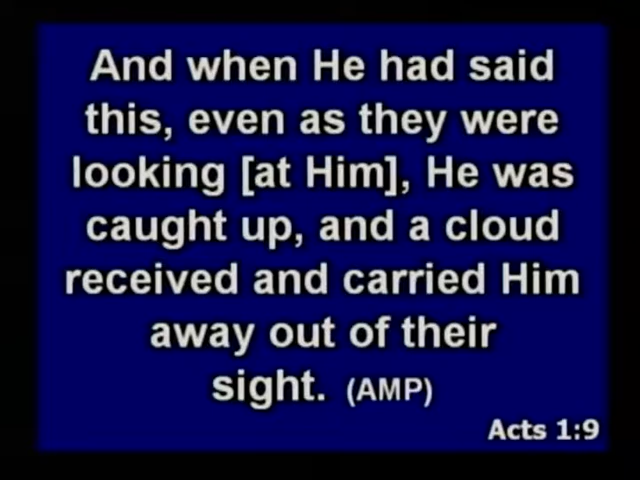 And when He had said
this, even as they were
looking [at Him], He was
caught up, and a cloud
received and carried Him
away out of their
sight. (AMP)
Acts 1:9